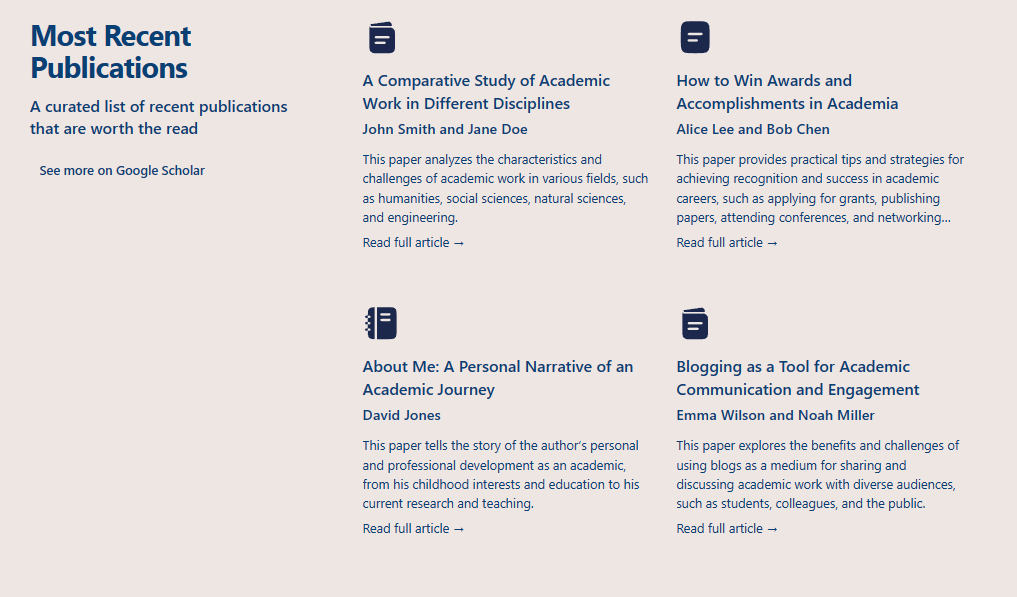 Most Recent
Publications
A curated list of recent publications
that are worth the read
See more on Google Scholar
A Comparative Study of Academic
Work in Different Disciplines
John Smith and Jane Doe
This paper analyzes the characteristics and
challenges of academic work in various fields, such
as humanities, social sciences, natural sciences,
and engineering.
Read full article →
How to Win Awards and
Accomplishments in Academia
Alice Lee and Bob Chen
This paper provides practical tips and strategies for
achieving recognition and success in academic
careers, such as applying for grants, publishing
papers, attending conferences, and networking...
Read full article →
About Me: A Personal Narrative of an
Academic Journey
David Jones
This paper tells the story of the author's personal
and professional development as an academic,
from his childhood interests and education to his
current research and teaching.
Read full article →
Blogging as a Tool for Academic
Communication and Engagement
Emma Wilson and Noah Miller
This paper explores the benefits and challenges of
using blogs as a medium for sharing and
discussing academic work with diverse audiences,
such as students, colleagues, and the public.
Read full article →